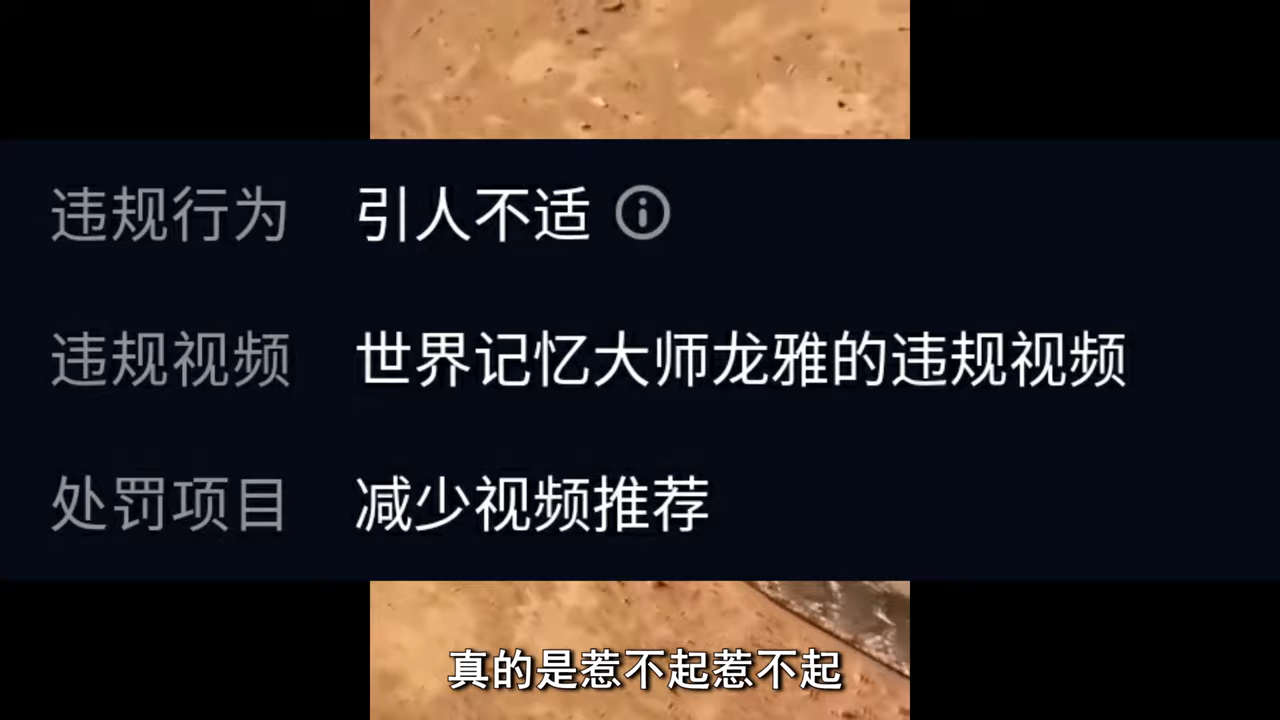 违规行为 引人不适
违规视频 世界记忆大师龙雅的违规视频
处罚项目 减少视频推荐
真的是惹不起惹不起